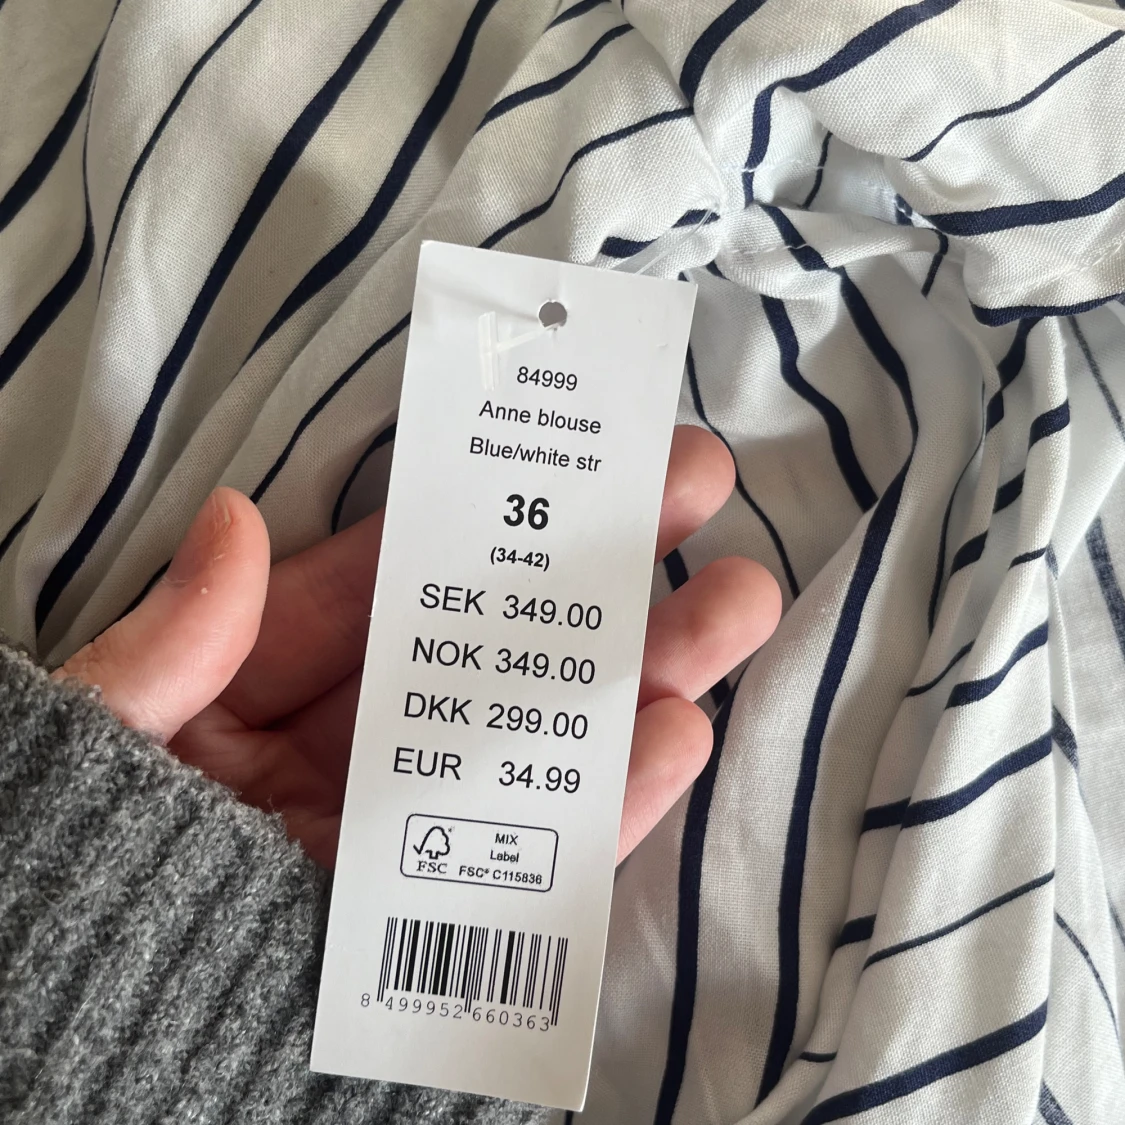 84999
Anne blouse
Blue/white str
36
(34-42)
SEK 349.00
NOK 349.00
DKK 299.00
EUR 34.99
FSC
MIX
Label
FSC® C115836
8 499952 660363